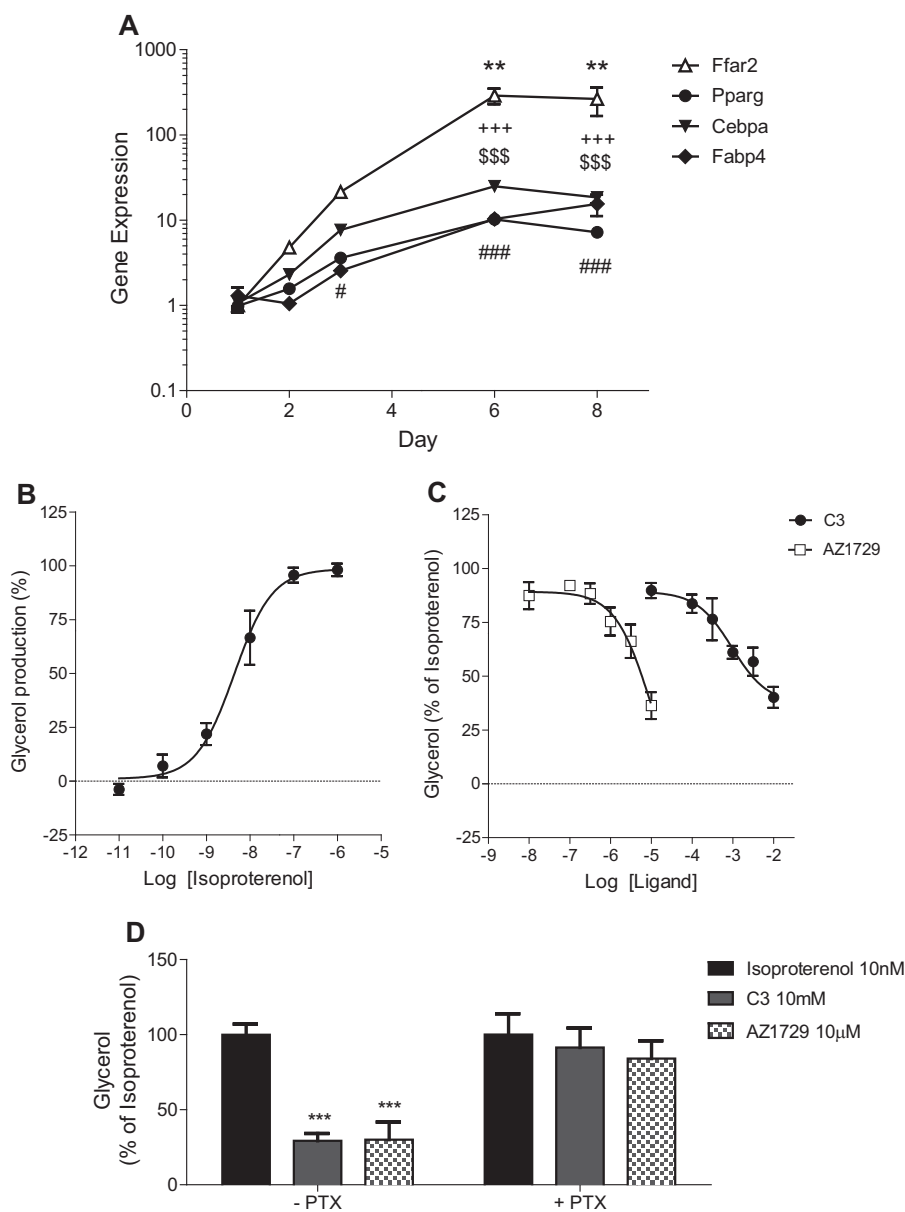 A
Gene Expression
1000
100
10
1
0.1
** **
+++ +++
$$$ $$$
# ### ###
0 2 4 6 8
Day
Ffar2
Pparg
Cebpa
Fabp4
B
Glycerol production (%)
125
100
75
50
25
0
-25
-12 -11 -10 -9 -8 -7 -6 -5
Log [Isoproterenol]
C
Glycerol (% of Isoproterenol)
125
100
75
50
25
0
-25
-9 -8 -7 -6 -5 -4 -3 -2
Log [Ligand]
C3
AZ1729
D
Glycerol
(% of Isoproterenol)
150
100
50
0
*** ***
- PTX + PTX
Isoproterenol 10nM
C3 10mM
AZ1729 10μM